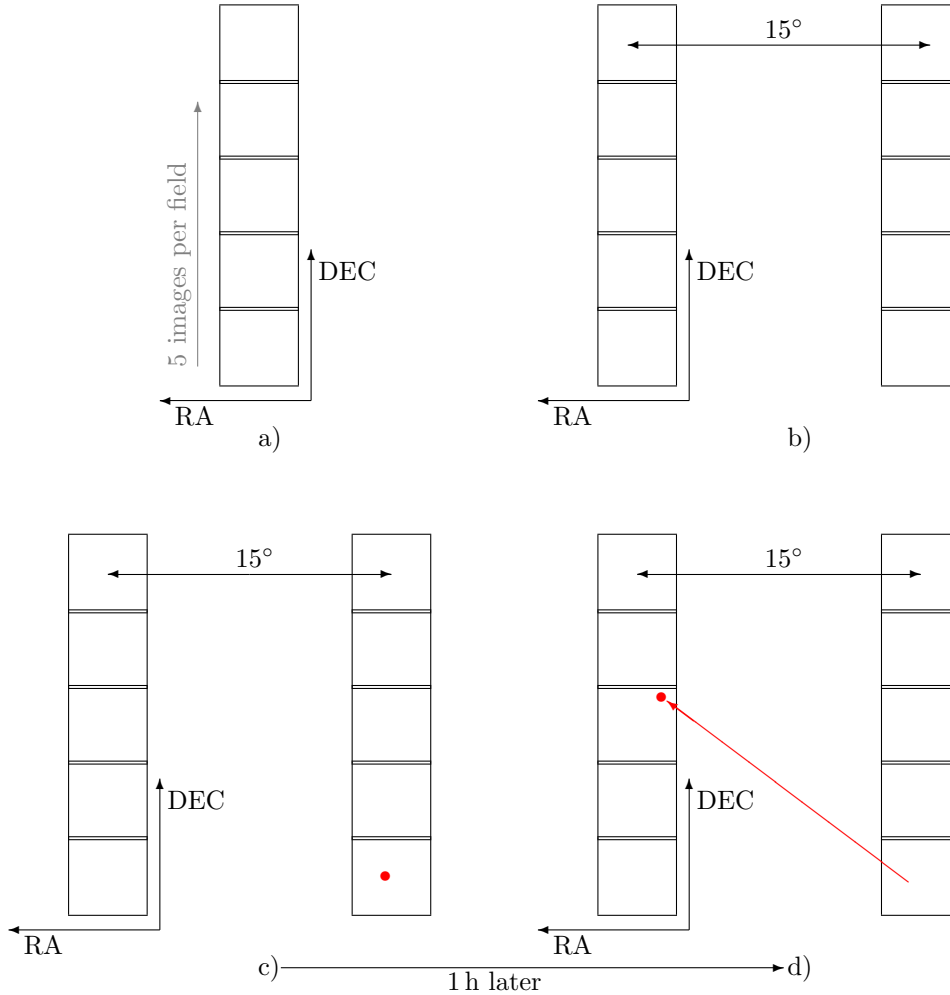 15°
5 images per field
DEC
DEC
RA
RA
a)
b)
15°
15°
DEC
DEC
RA
RA
c)
d)
1 h later